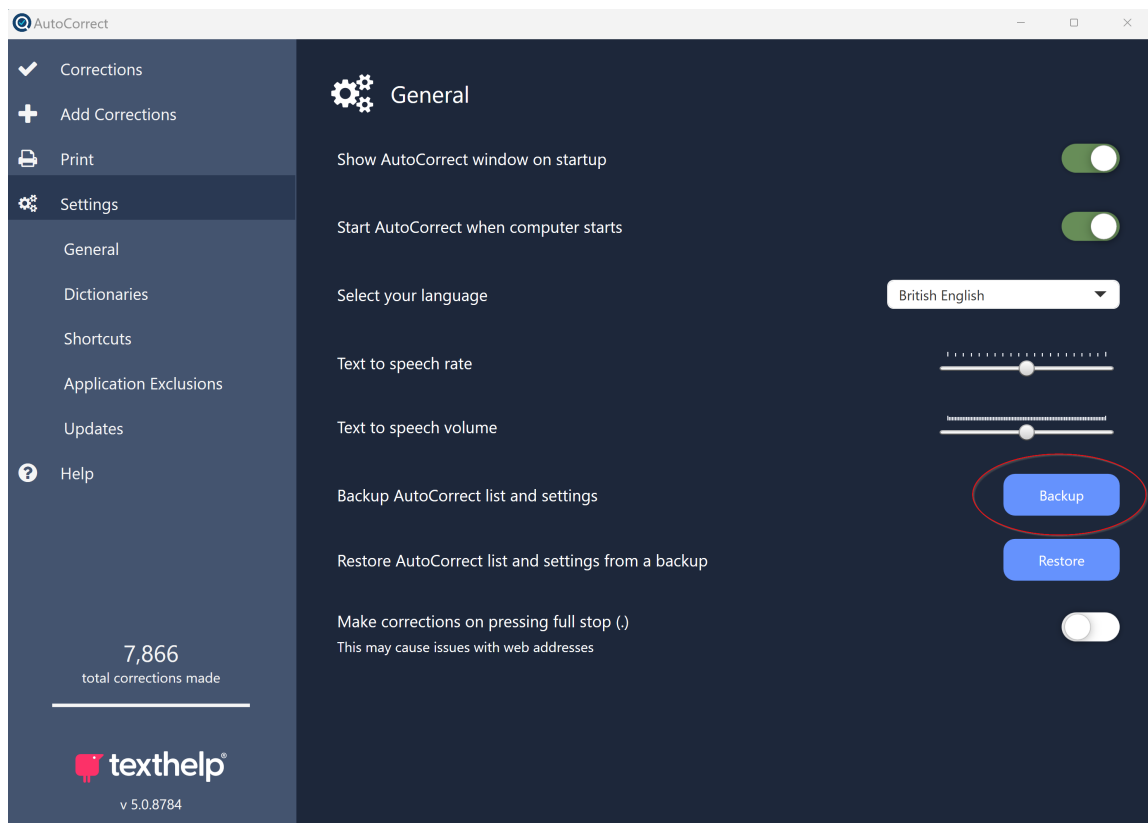 AutoCorrect
Corrections
Add Corrections
Print
Settings
General
Dictionaries
Shortcuts
Application Exclusions
Updates
Help
7,866
total corrections made
texthelp®
v 5.0.8784
General
Show AutoCorrect window on startup
Start AutoCorrect when computer starts
Select your language
British English
Text to speech rate
Text to speech volume
Backup AutoCorrect list and settings
Backup
Restore AutoCorrect list and settings from a backup
Restore
Make corrections on pressing full stop (.)
This may cause issues with web addresses